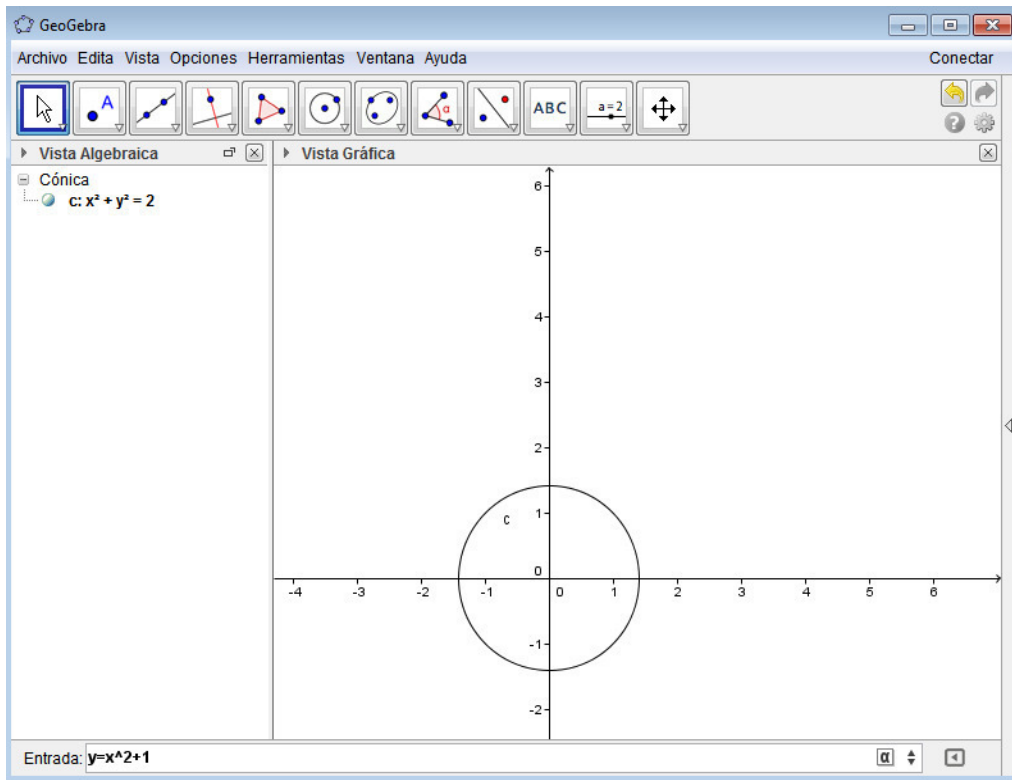 GeoGebra
Archivo Edita Vista Opciones Herramientas Ventana Ayuda Conectar
A α ABC a=2
Vista Algebraica
Vista Gráfica
Cónica
c: x² + y² = 2
6
5
4
3
2
c
1
0
-4 -3 -2 -1 0 1 2 3 4 5 6
-1
-2
Entrada: y=x^2+1 α